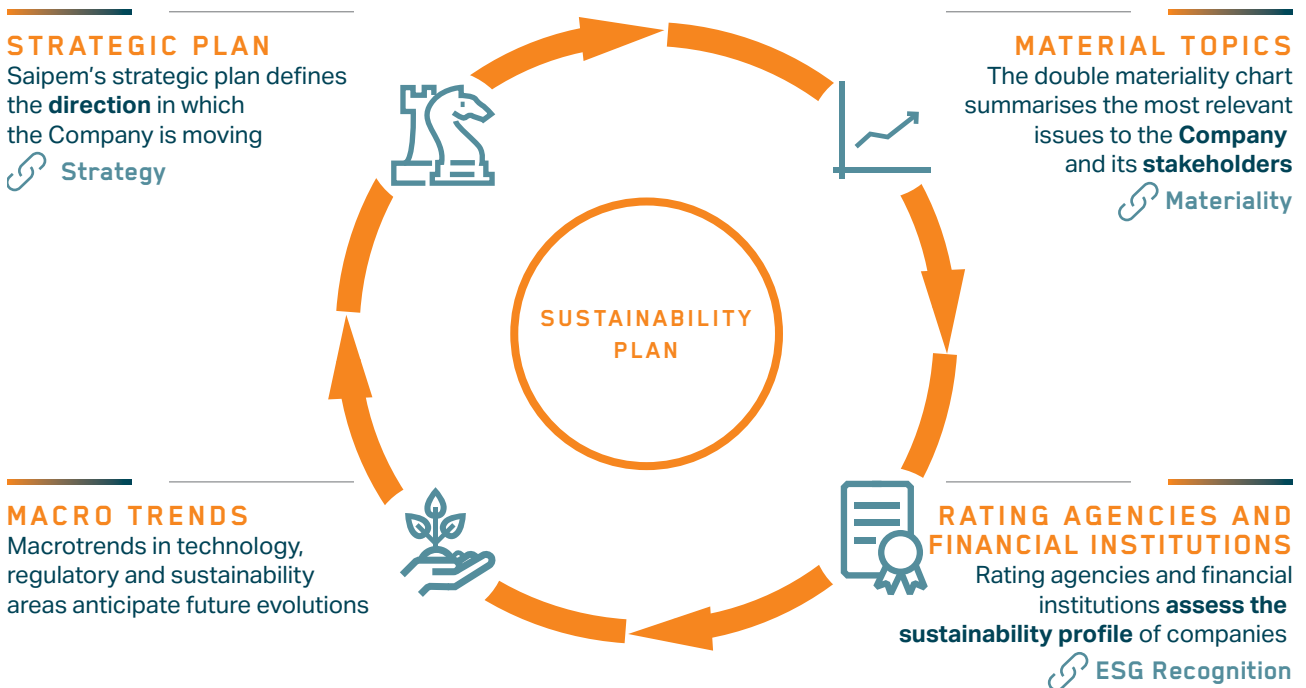 STRATEGIC PLAN
Saipem's strategic plan defines
the direction in which
the Company is moving
Strategy
MATERIAL TOPICS
The double materiality chart
summarises the most relevant
issues to the Company
and its stakeholders
Materiality
SUSTAINABILITY
PLAN
MACRO TRENDS
Macrotrends in technology,
regulatory and sustainability
areas anticipate future evolutions
RATING AGENCIES AND
FINANCIAL INSTITUTIONS
Rating agencies and financial
institutions assess the
sustainability profile of companies
ESG Recognition